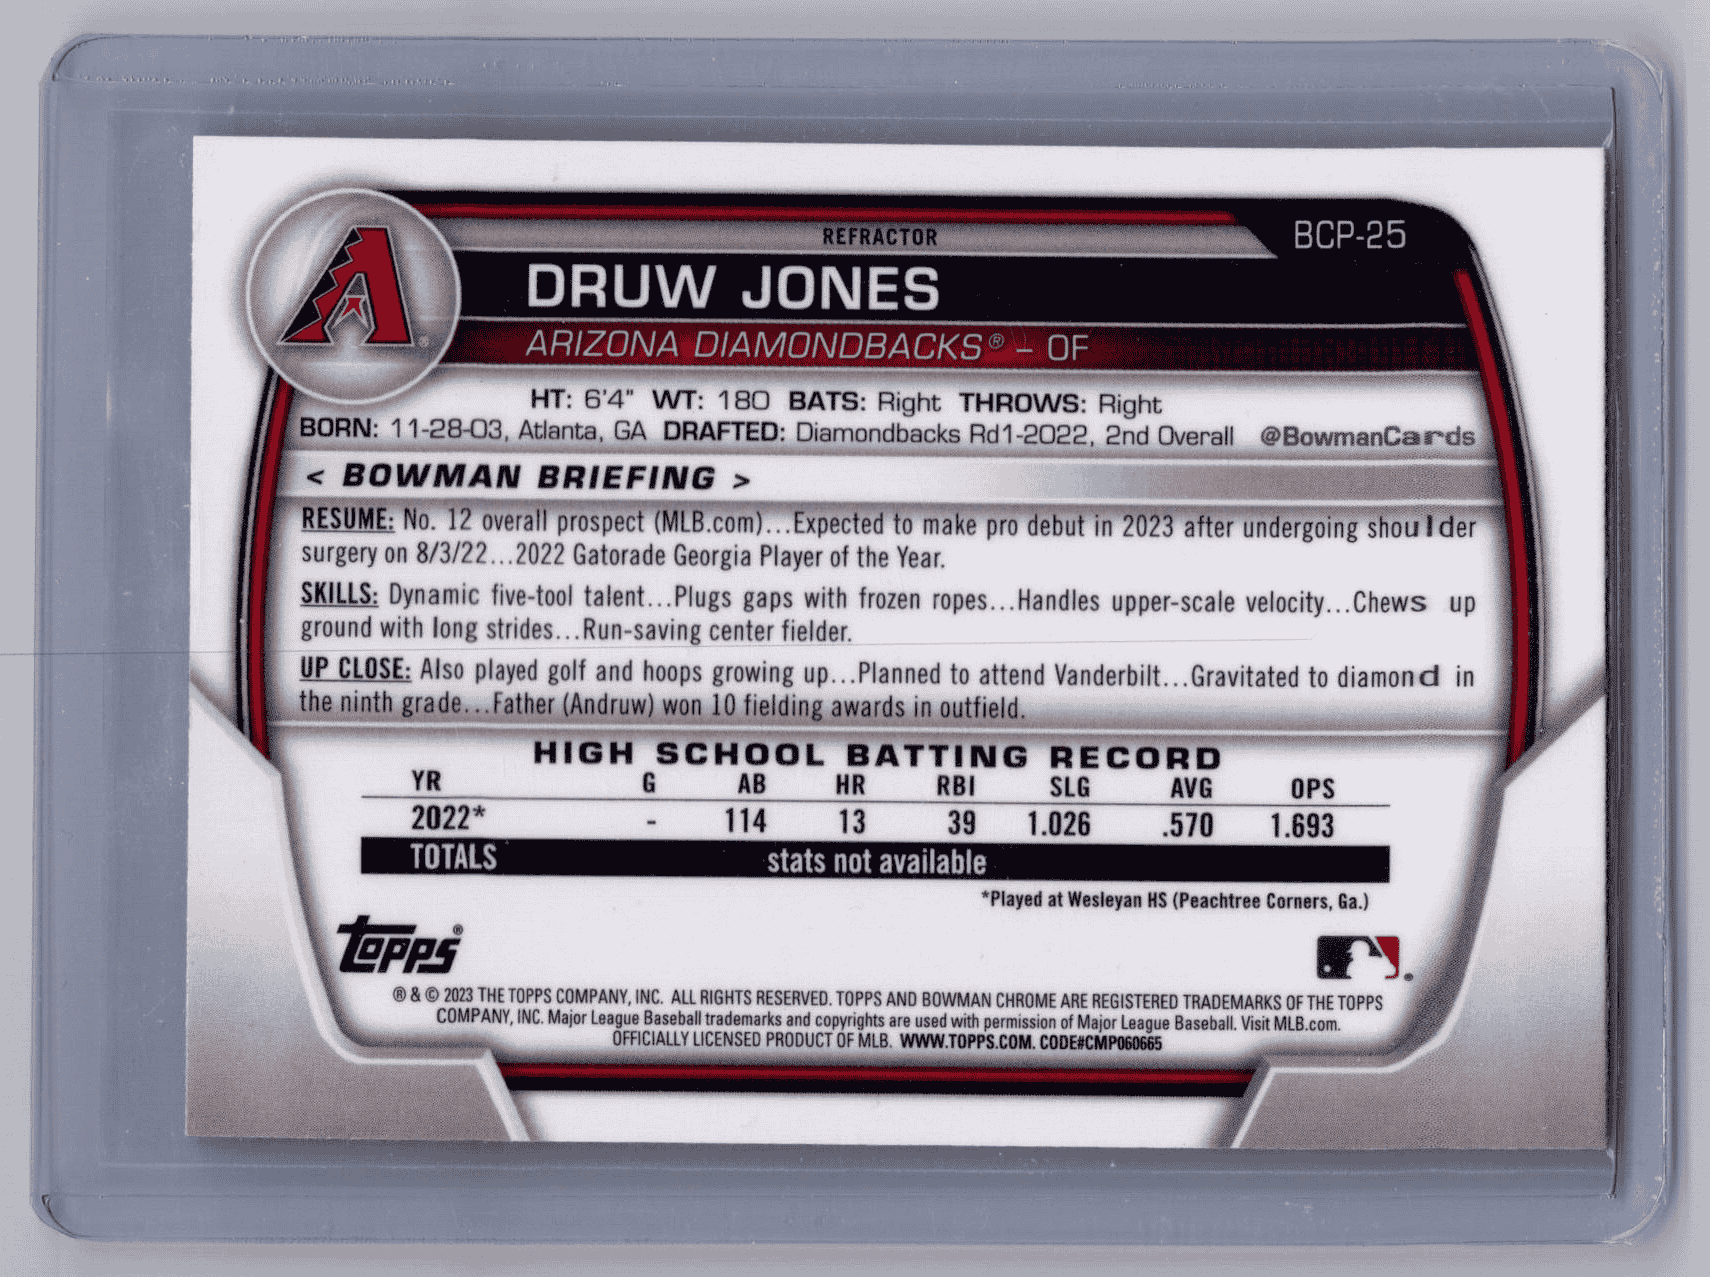 REFRACTOR
BCP-25
DRUW JONES
ARIZONA DIAMONDBACKS® - OF
HT: 6'4" WT: 180 BATS: Right THROWS: Right
BORN: 11-28-03, Atlanta, GA DRAFTED: Diamondbacks Rd1-2022, 2nd Overall @BowmanCards
< BOWMAN BRIEFING >
RESUME: No. 12 overall prospect (MLB.com)...Expected to make pro debut in 2023 after undergoing shoulder
surgery on 8/3/22...2022 Gatorade Georgia Player of the Year.
SKILLS: Dynamic five-tool talent...Plugs gaps with frozen ropes...Handles upper-scale velocity...Chews up
ground with long strides...Run-saving center fielder.
UP CLOSE: Also played golf and hoops growing up...Planned to attend Vanderbilt...Gravitated to diamond in
the ninth grade...Father (Andruw) won 10 fielding awards in outfield.
HIGH SCHOOL BATTING RECORD
YR G AB HR RBI SLG AVG OPS
2022* - 114 13 39 1.026 .570 1.693
TOTALS stats not available
*Played at Wesleyan HS (Peachtree Corners, Ga.)
topps®
® & © 2023 THE TOPPS COMPANY, INC. ALL RIGHTS RESERVED. TOPPS AND BOWMAN CHROME ARE REGISTERED TRADEMARKS OF THE TOPPS
COMPANY, INC. Major League Baseball trademarks and copyrights are used with permission of Major League Baseball. Visit MLB.com.
OFFICIALLY LICENSED PRODUCT OF MLB. WWW.TOPPS.COM. CODE#CMP060665